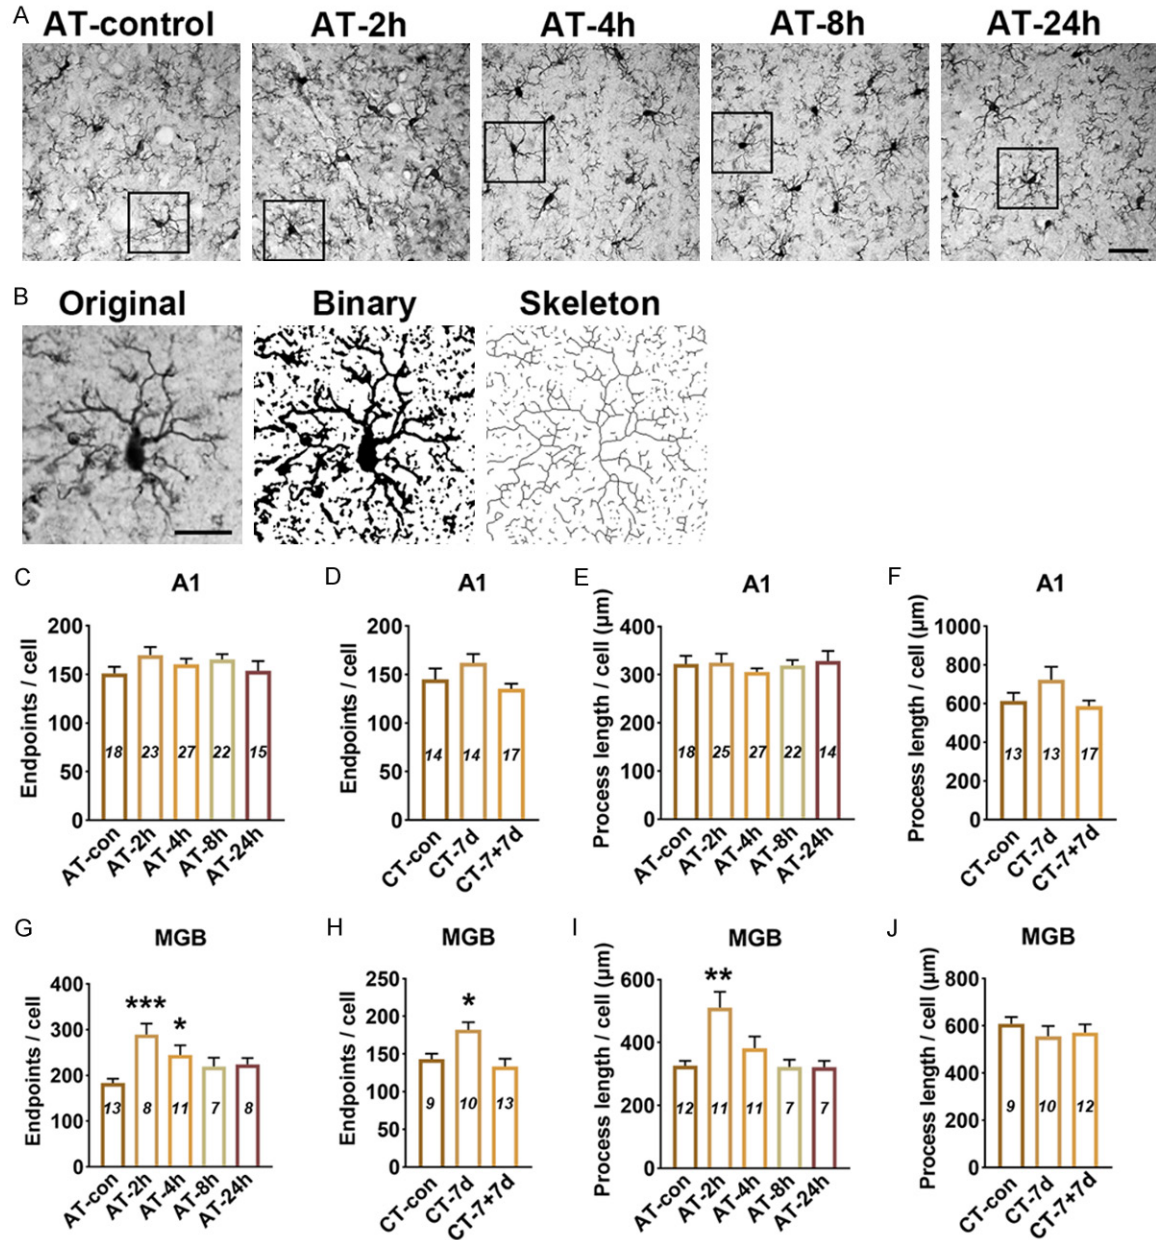 A
AT-control
AT-2h
AT-4h
AT-8h
AT-24h
B
Original
Binary
Skeleton
C
A1
Endpoints / cell
200
150
100
50
0
18
23
27
22
15
AT-con
AT-2h
AT-4h
AT-8h
AT-24h
D
A1
Endpoints / cell
200
150
100
50
0
14
14
17
CT-con
CT-7d
CT-7+7d
E
A1
Process length / cell (µm)
400
300
200
100
0
18
25
27
22
14
AT-con
AT-2h
AT-4h
AT-8h
AT-24h
F
A1
Process length / cell (µm)
1000
800
600
400
200
0
13
13
17
CT-con
CT-7d
CT-7+7d
G
MGB
Endpoints / cell
400
300
200
100
0
***
*
13
8
11
7
8
AT-con
AT-2h
AT-4h
AT-8h
AT-24h
H
MGB
Endpoints / cell
250
200
150
100
50
0
*
9
10
13
CT-con
CT-7d
CT-7+7d
I
MGB
Process length / cell (µm)
600
400
200
0
**
12
11
11
7
7
AT-con
AT-2h
AT-4h
AT-8h
AT-24h
J
MGB
Process length / cell (µm)
800
600
400
200
0
9
10
12
CT-con
CT-7d
CT-7+7d